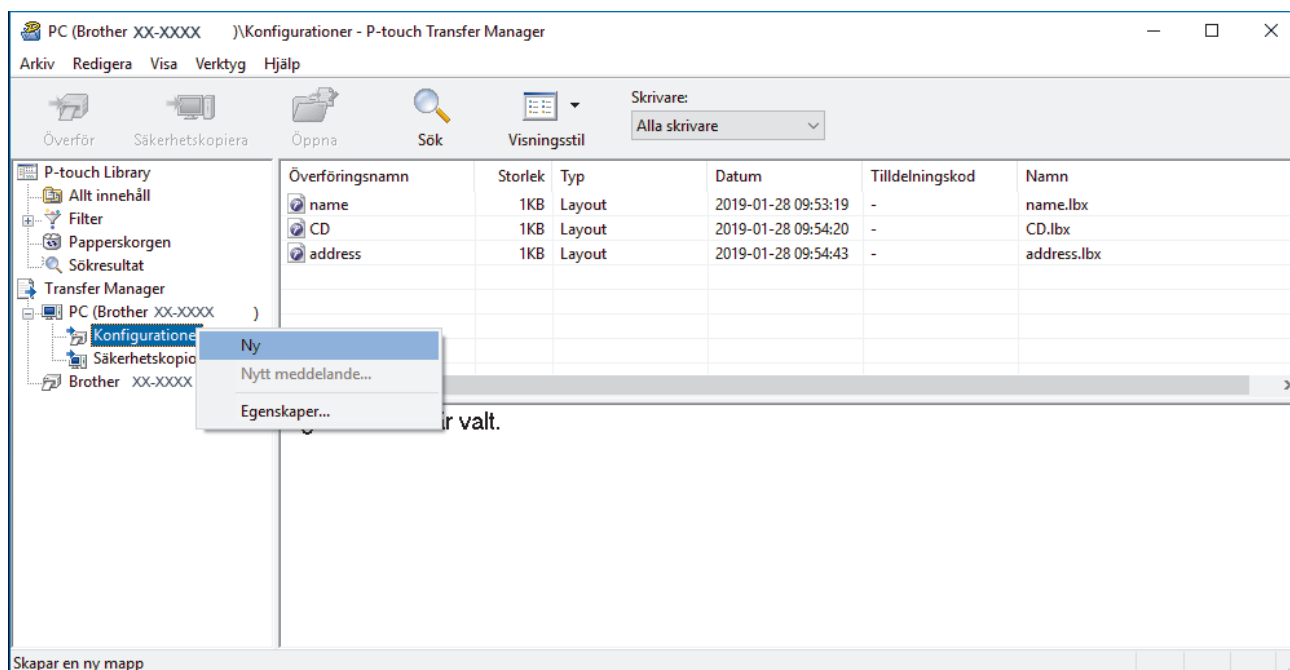 PC (Brother XX-XXXX )\Konfigurationer - P-touch Transfer Manager
Arkiv Redigera Visa Verktyg Hjälp
Överför Säkerhetskopiera Öppna Sök Visningsstil
Skrivare:
Alla skrivare
P-touch Library
Allt innehåll
Filter
Papperskorgen
Sökresultat
Transfer Manager
PC (Brother XX-XXXX )
Konfiguratione
Säkerhetskopio
Brother XX-XXXX
Ny
Nytt meddelande...
Egenskaper...
Överföringsnamn Storlek Typ Datum Tilldelningskod Namn
name 1KB Layout 2019-01-28 09:53:19 - name.lbx
CD 1KB Layout 2019-01-28 09:54:20 - CD.lbx
address 1KB Layout 2019-01-28 09:54:43 - address.lbx
är valt.
Skapar en ny mapp